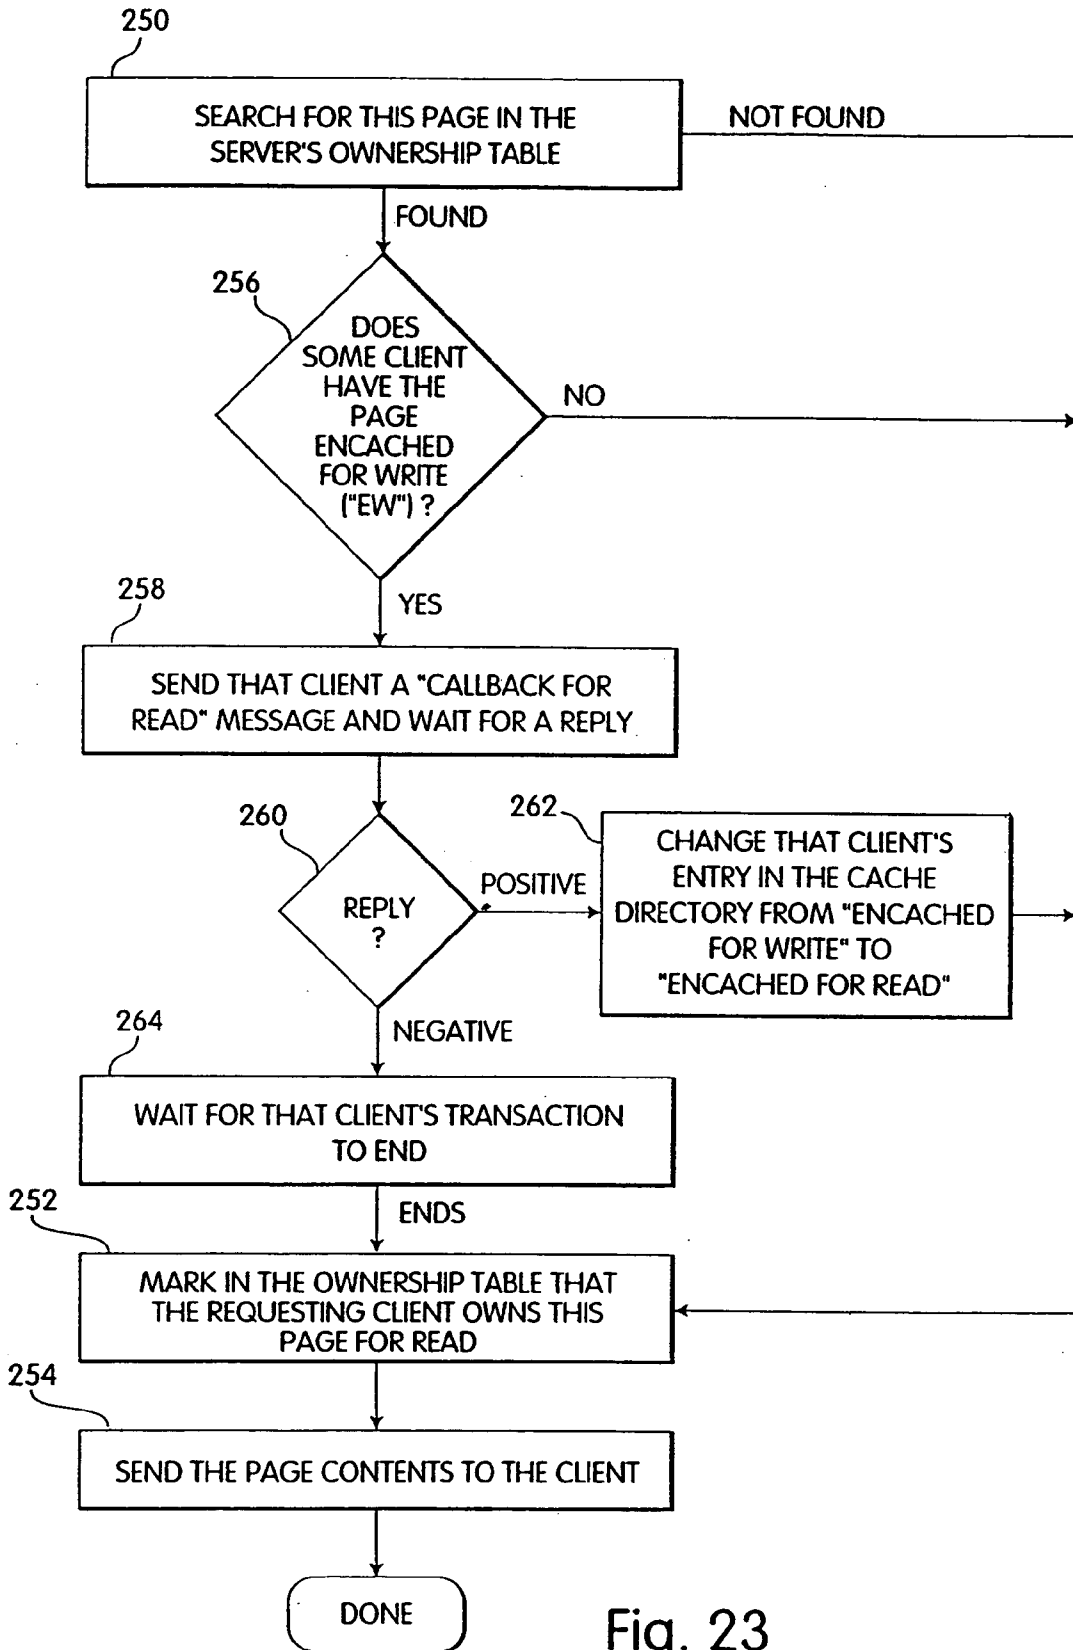 250
SEARCH FOR THIS PAGE IN THE
SERVER'S OWNERSHIP TABLE
NOT FOUND
FOUND
256
DOES
SOME CLIENT
HAVE THE
PAGE
ENCACHED
FOR WRITE
("EW") ?
NO
YES
258
SEND THAT CLIENT A "CALLBACK FOR
READ" MESSAGE AND WAIT FOR A REPLY
260
REPLY
?
POSITIVE
262
CHANGE THAT CLIENT'S
ENTRY IN THE CACHE
DIRECTORY FROM "ENCACHED
FOR WRITE" TO
"ENCACHED FOR READ"
NEGATIVE
264
WAIT FOR THAT CLIENT'S TRANSACTION
TO END
ENDS
252
MARK IN THE OWNERSHIP TABLE THAT
THE REQUESTING CLIENT OWNS THIS
PAGE FOR READ
254
SEND THE PAGE CONTENTS TO THE CLIENT
DONE
Fig. 23